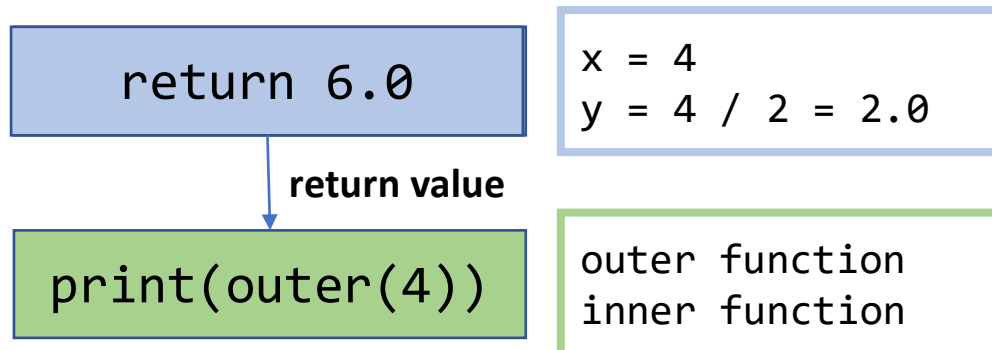 return 6.0
x = 4
y = 4 / 2 = 2.0
return value
print(outer(4))
outer function
inner function